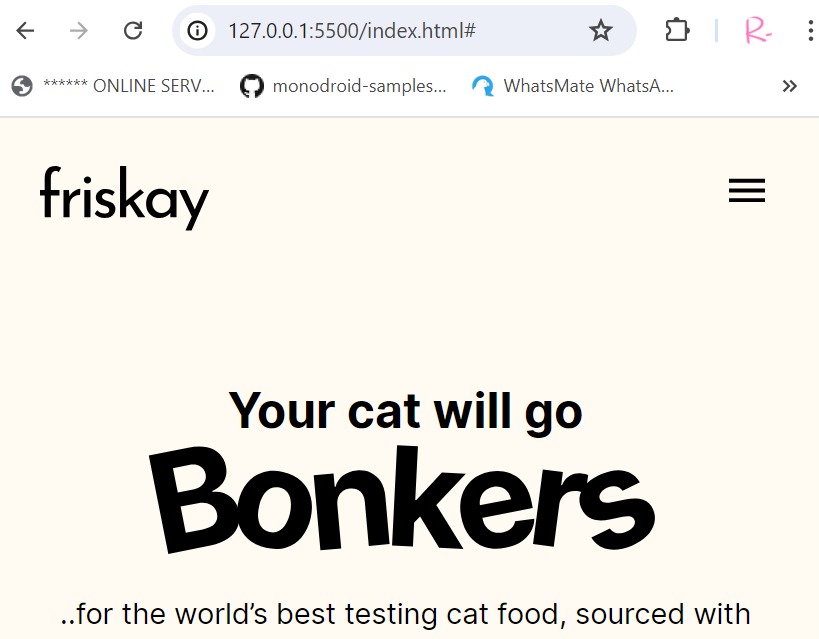 127.0.0.1:5500/index.html#
R-
****** ONLINE SERV...
monodroid-samples...
WhatsMate WhatsA...
friskay
Your cat will go
Bonkers
..for the world’s best testing cat food, sourced with